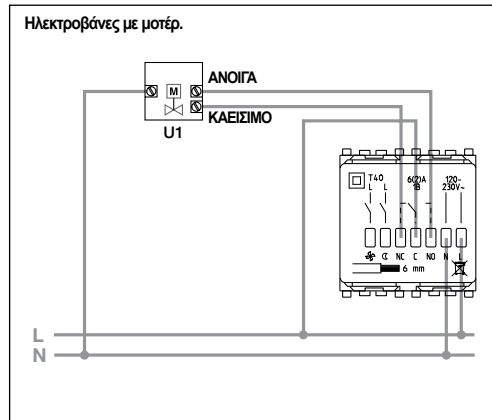 Ηλεκτροβάνες με μοτέρ.
M
ΑΝΟΙΓΑ
ΚΛΕΙΣΙΜΟ
U1
T40
L L
6(2)A
1B
120-
230V~
NC C NO N L
6 mm
L
N